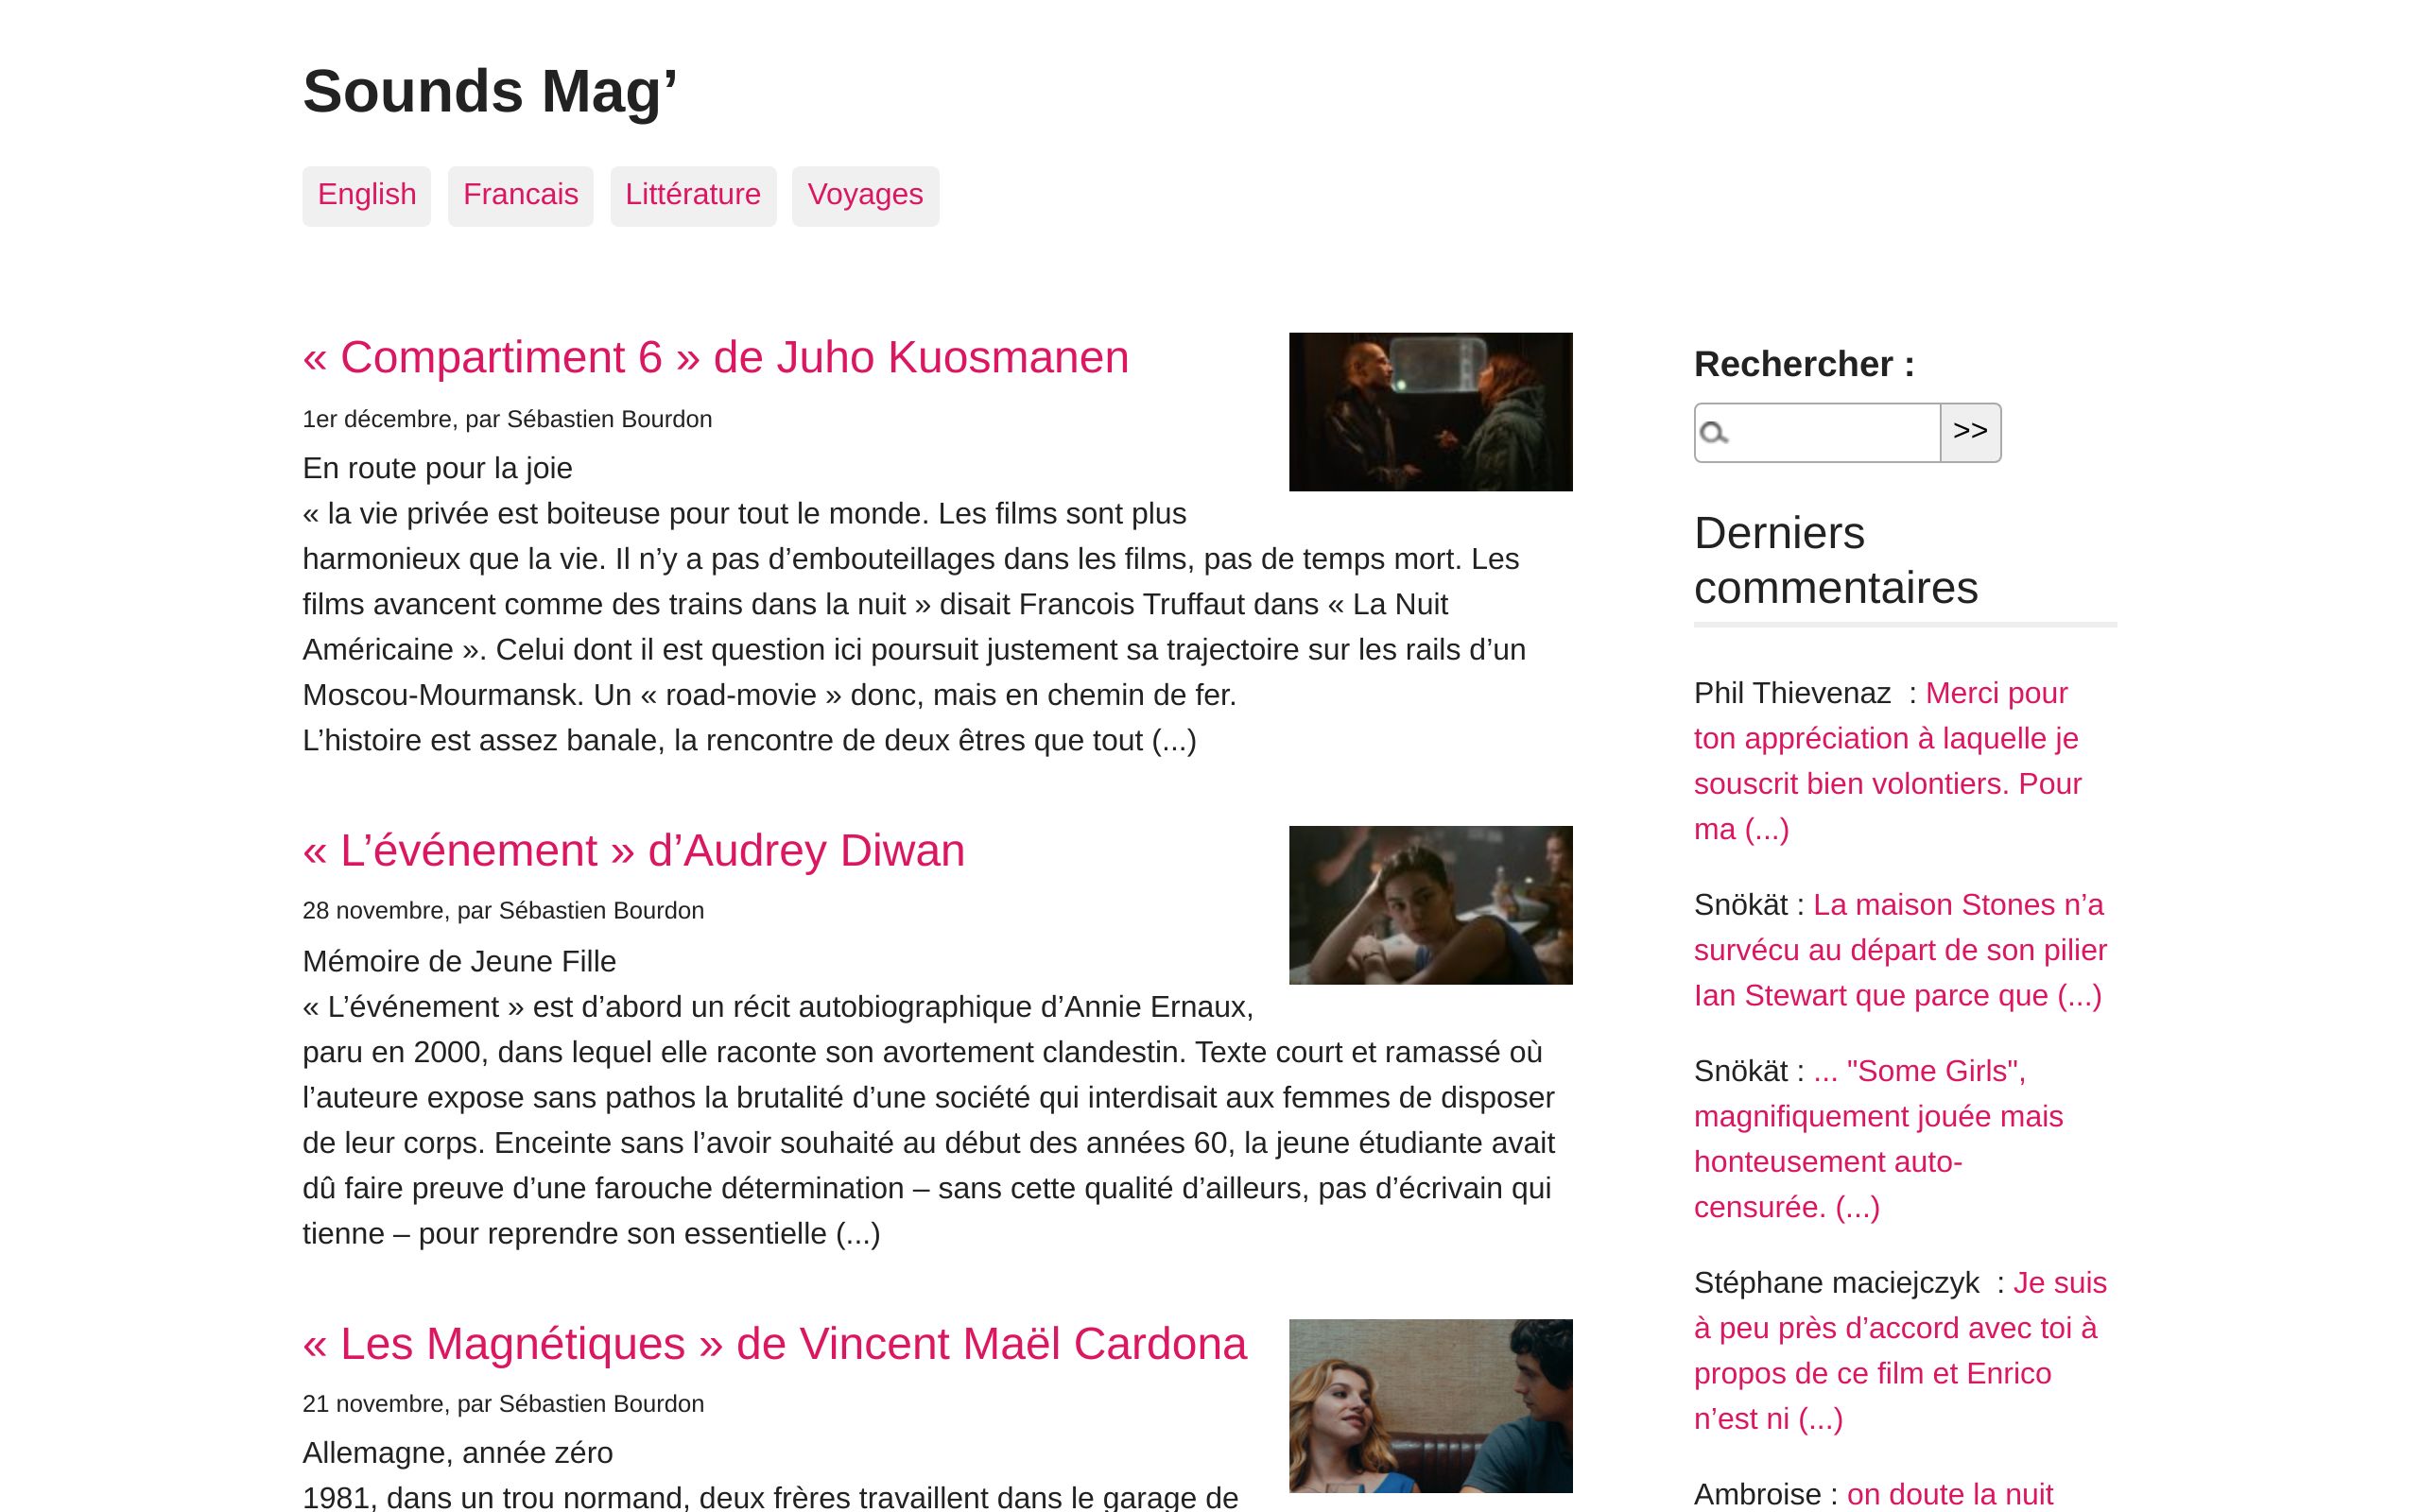 Sounds Mag’
English
Francais
Littérature
Voyages
« Compartiment 6 » de Juho Kuosmanen
1er décembre, par Sébastien Bourdon
En route pour la joie
« la vie privée est boiteuse pour tout le monde. Les films sont plus
harmonieux que la vie. Il n’y a pas d’embouteillages dans les films, pas de temps mort. Les
films avancent comme des trains dans la nuit » disait Francois Truffaut dans « La Nuit
Américaine ». Celui dont il est question ici poursuit justement sa trajectoire sur les rails d’un
Moscou-Mourmansk. Un « road-movie » donc, mais en chemin de fer.
L’histoire est assez banale, la rencontre de deux êtres que tout (...)
« L’événement » d’Audrey Diwan
28 novembre, par Sébastien Bourdon
Mémoire de Jeune Fille
« L’événement » est d’abord un récit autobiographique d’Annie Ernaux,
paru en 2000, dans lequel elle raconte son avortement clandestin. Texte court et ramassé où
l’auteure expose sans pathos la brutalité d’une société qui interdisait aux femmes de disposer
de leur corps. Enceinte sans l’avoir souhaité au début des années 60, la jeune étudiante avait
dû faire preuve d’une farouche détermination – sans cette qualité d’ailleurs, pas d’écrivain qui
tienne – pour reprendre son essentielle (...)
« Les Magnétiques » de Vincent Maël Cardona
21 novembre, par Sébastien Bourdon
Allemagne, année zéro
1981, dans un trou normand, deux frères travaillent dans le garage de
Rechercher :
>>
Derniers
commentaires
Phil Thievenaz  : Merci pour
ton appréciation à laquelle je
souscrit bien volontiers. Pour
ma (...)
Snökät : La maison Stones n’a
survécu au départ de son pilier
Ian Stewart que parce que (...)
Snökät : ... "Some Girls",
magnifiquement jouée mais
honteusement auto-
censurée. (...)
Stéphane maciejczyk  : Je suis
à peu près d’accord avec toi à
propos de ce film et Enrico
n’est ni (...)
Ambroise : on doute la nuit